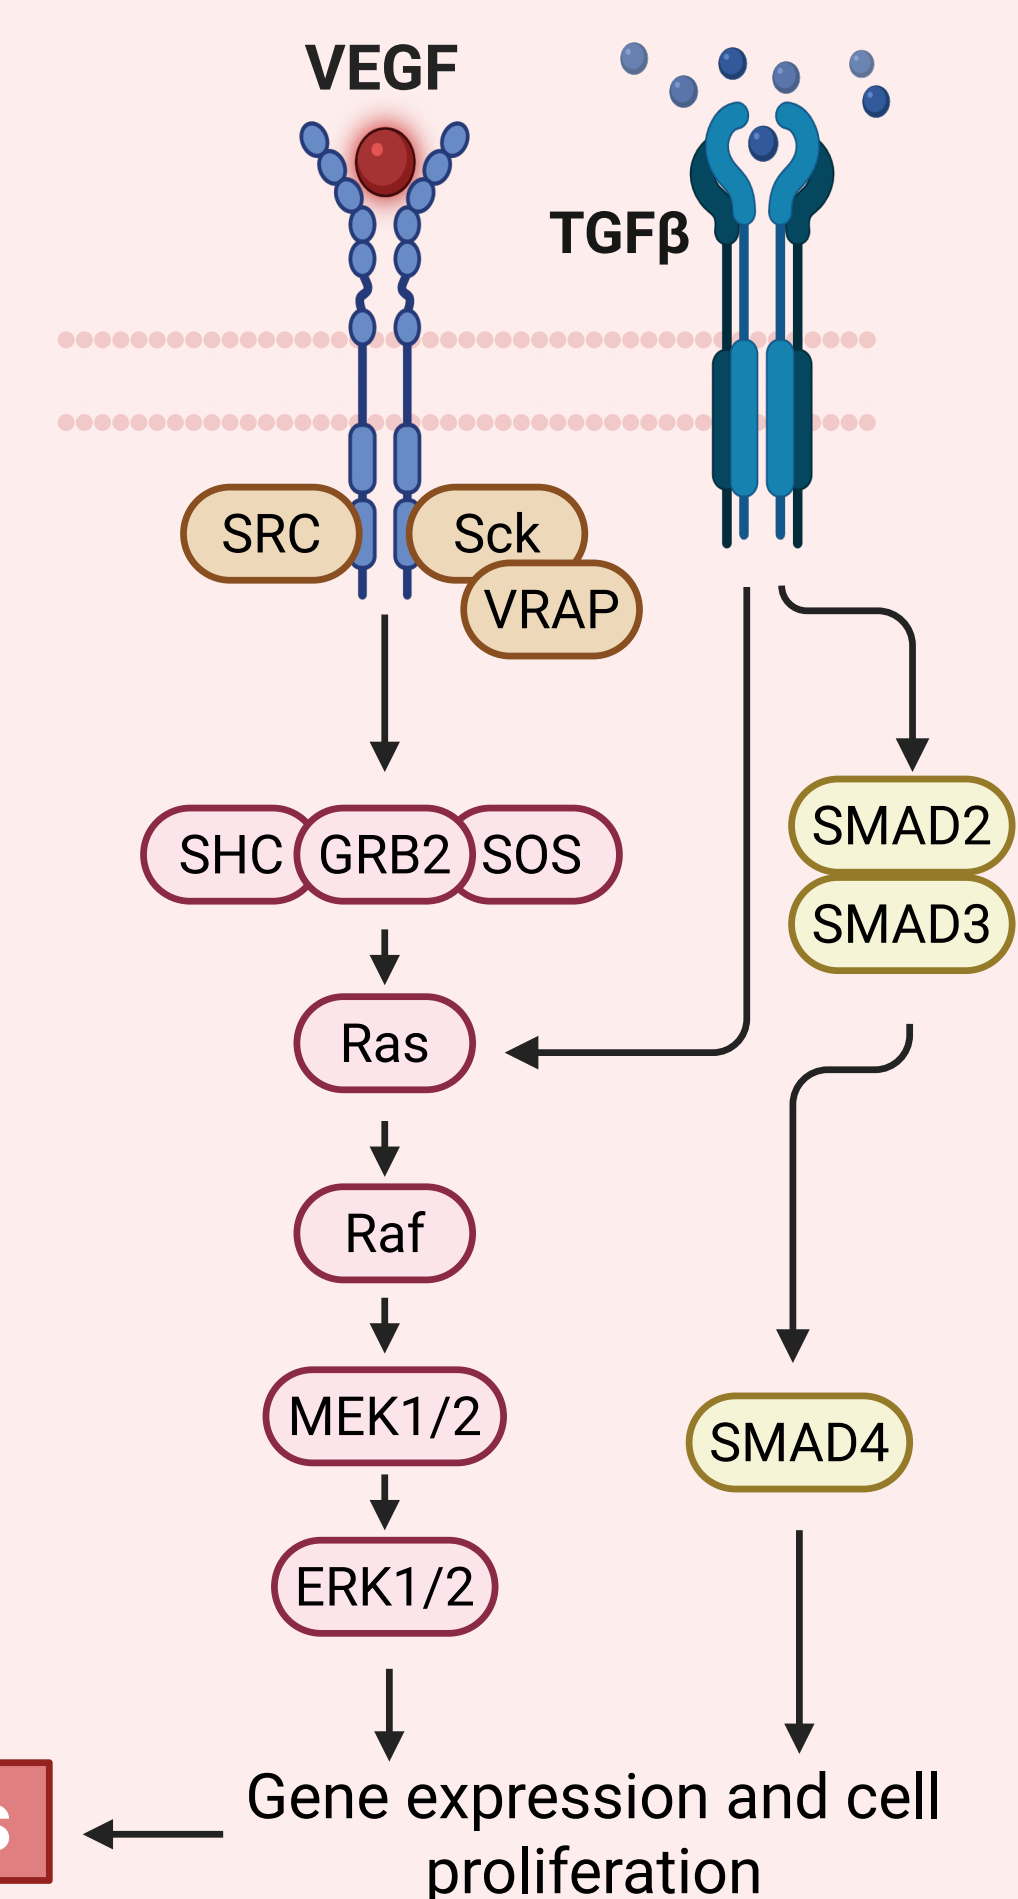 VEGF
TGFβ
SRC
Sck
VRAP
SHC
GRB2
SOS
SMAD2
SMAD3
Ras
Raf
MEK1/2
SMAD4
ERK1/2
Gene expression and cell
proliferation
S